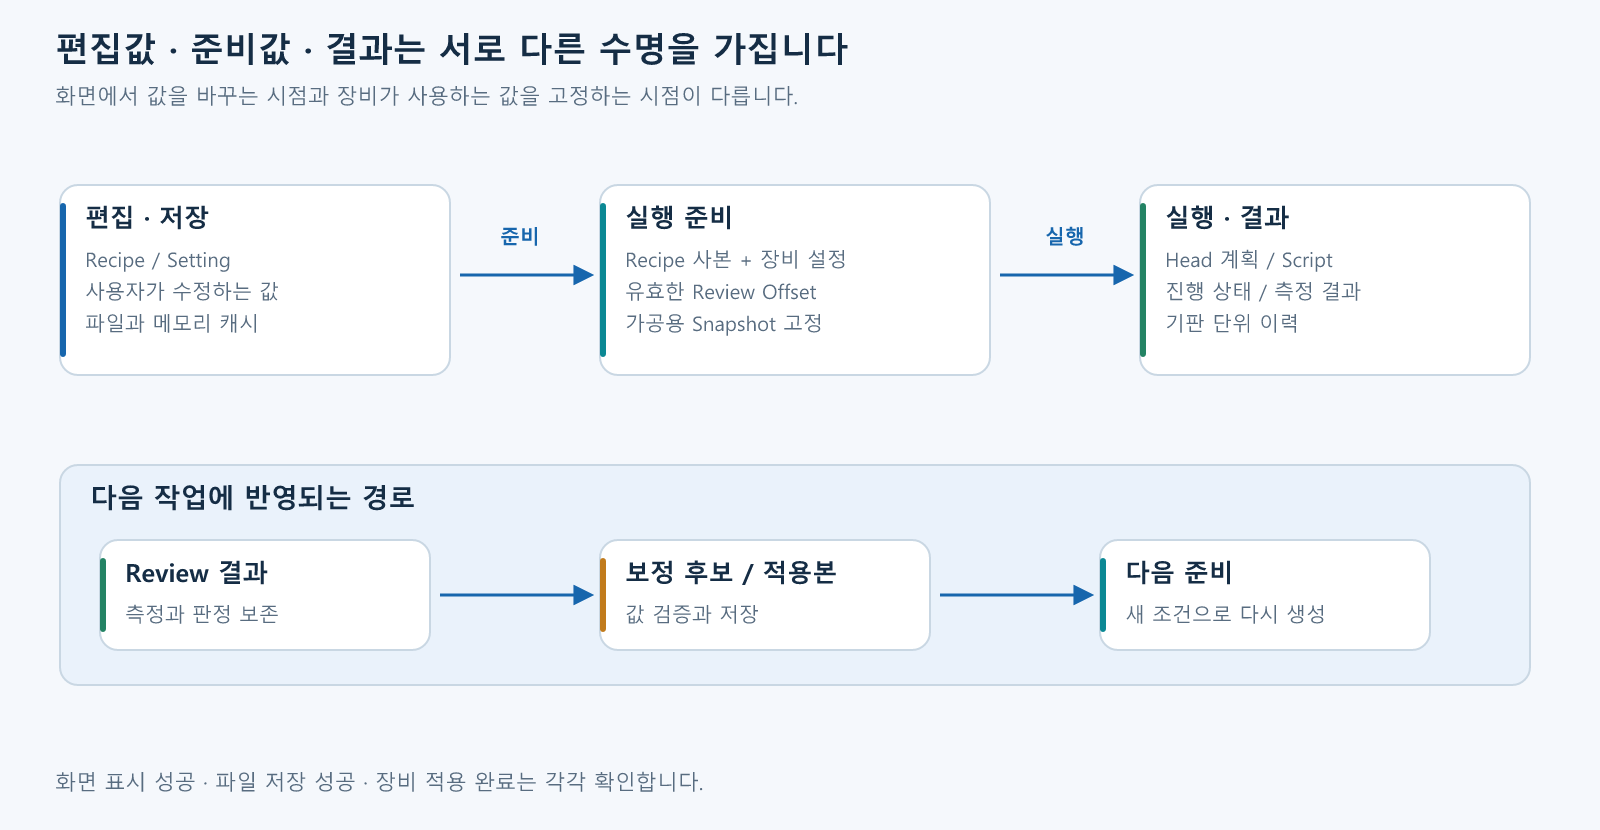 편집값 · 준비값 · 결과는 서로 다른 수명을 가집니다
화면에서 값을 바꾸는 시점과 장비가 사용하는 값을 고정하는 시점이 다릅니다.
편집 · 저장
Recipe / Setting
사용자가 수정하는 값
파일과 메모리 캐시
준비
실행 준비
Recipe 사본 + 장비 설정
유효한 Review Offset
가공용 Snapshot 고정
실행
실행 · 결과
Head 계획 / Script
진행 상태 / 측정 결과
기판 단위 이력
다음 작업에 반영되는 경로
Review 결과
측정과 판정 보존
보정 후보 / 적용본
값 검증과 저장
다음 준비
새 조건으로 다시 생성
화면 표시 성공 · 파일 저장 성공 · 장비 적용 완료는 각각 확인합니다.